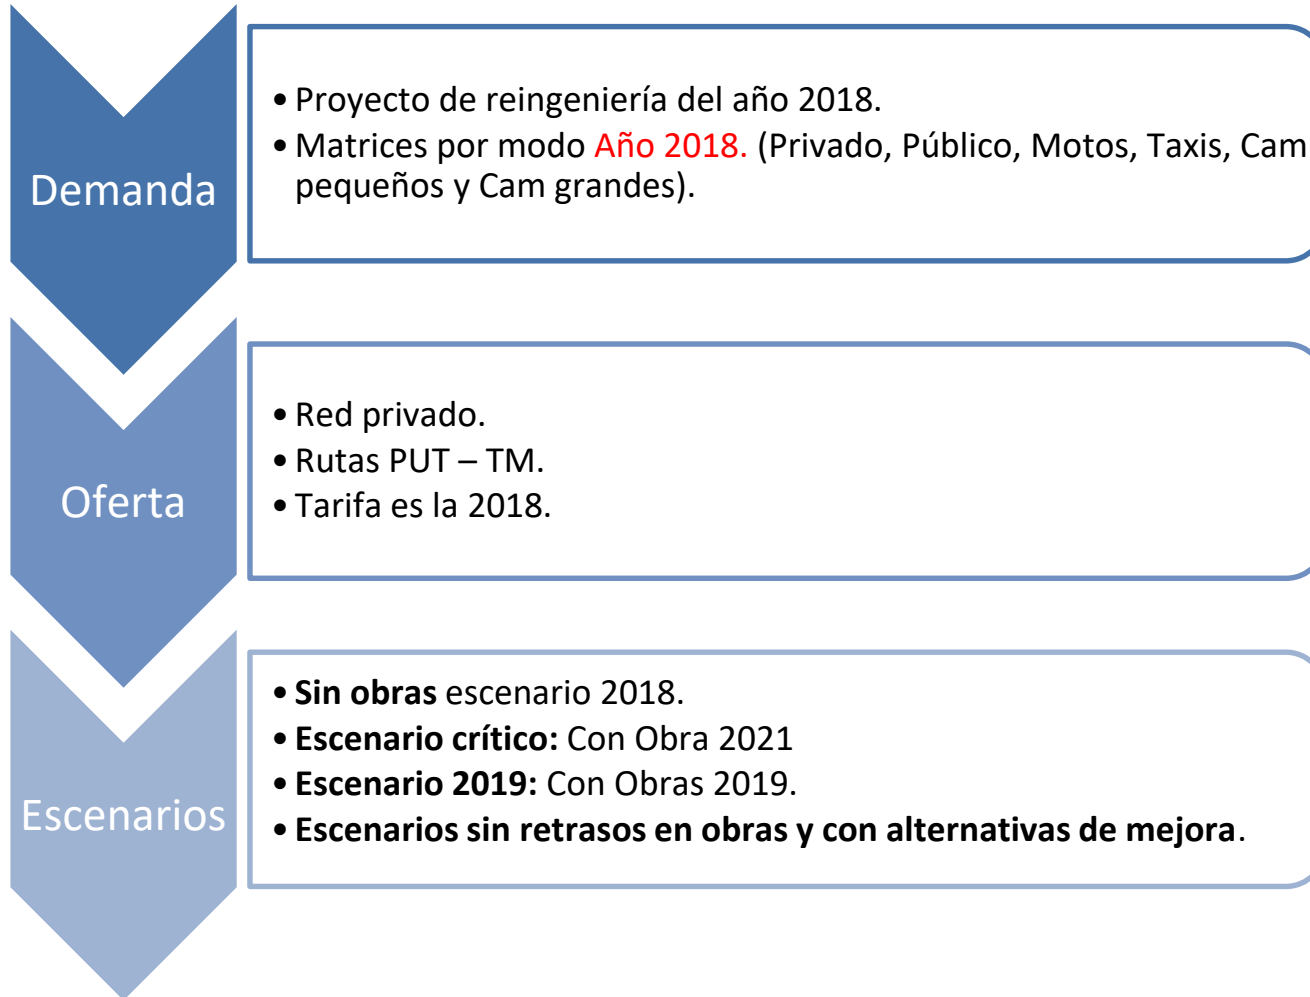 Demanda
• Proyecto de reingeniería del año 2018.
• Matrices por modo Año 2018. (Privado, Público, Motos, Taxis, Cam
pequeños y Cam grandes).
Oferta
• Red privado.
• Rutas PUT – TM.
• Tarifa es la 2018.
Escenarios
• Sin obras escenario 2018.
• Escenario crítico: Con Obra 2021
• Escenario 2019: Con Obras 2019.
• Escenarios sin retrasos en obras y con alternativas de mejora.